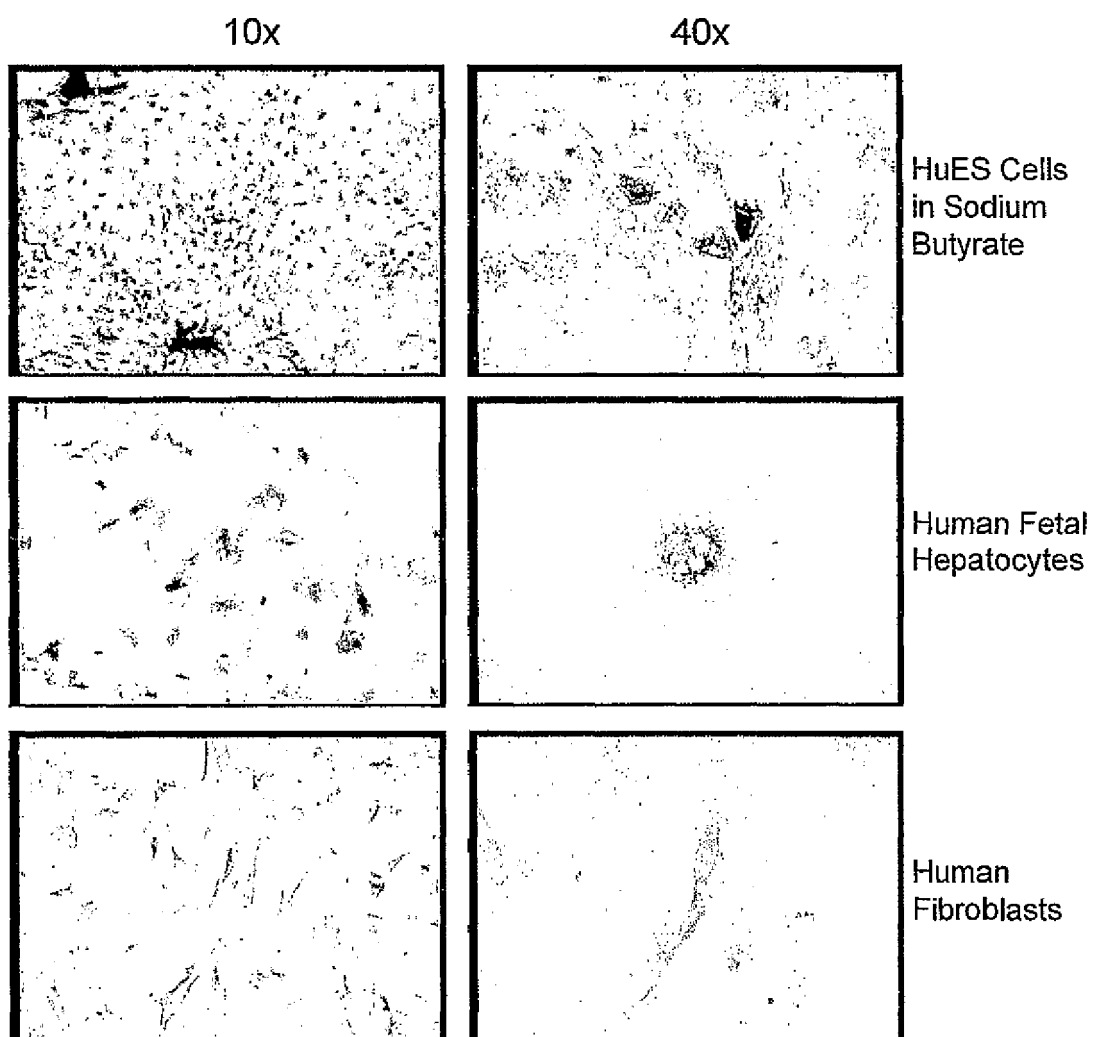 10x
40x
HuES Cells
in Sodium
Butyrate
Human Fetal
Hepatocytes
Human
Fibroblasts